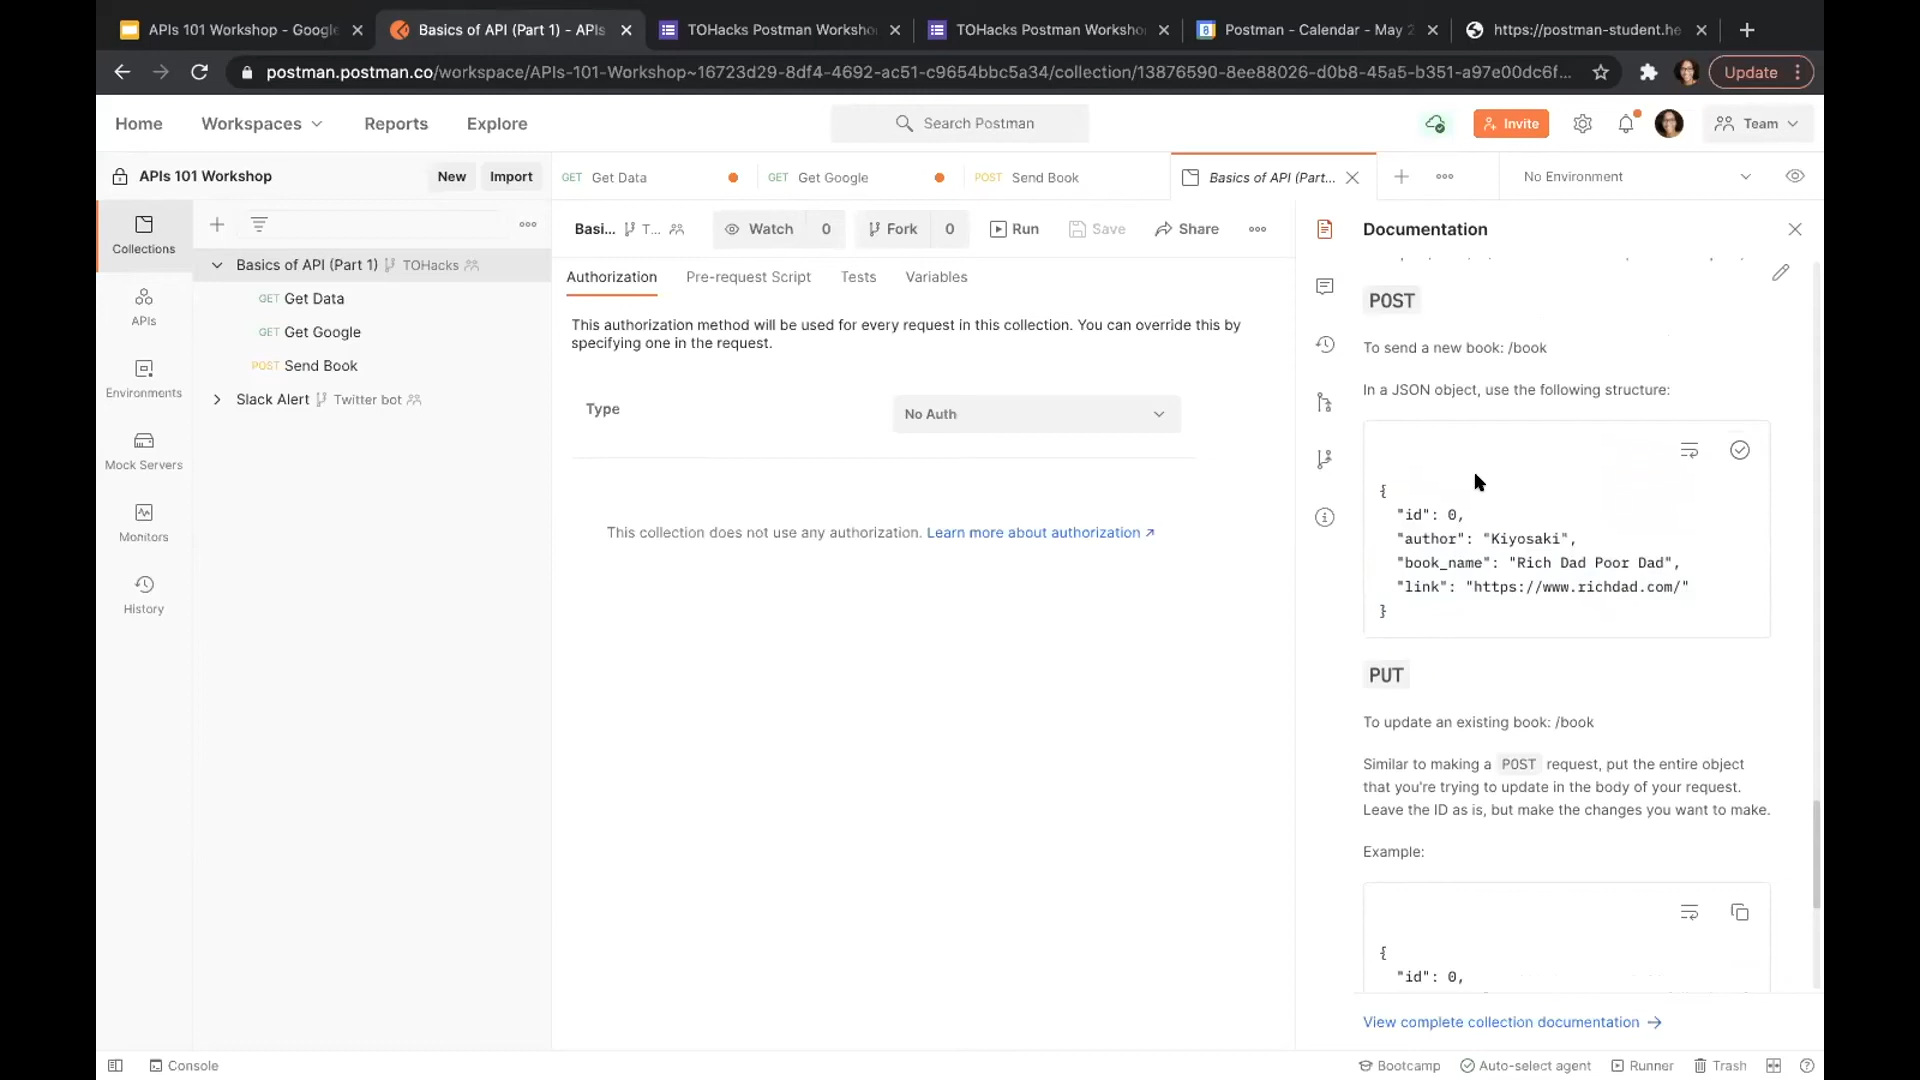 APIs 101 Workshop - Google
Basics of API (Part 1) - APIs
TOHacks Postman Workshop
TOHacks Postman Workshop
Postman - Calendar - May 2
https://postman-student.he
postman.postman.co/workspace/APIs-101-Workshop~16723d29-8df4-4692-ac51-c9654bbc5a34/collection/13876590-8ee88026-d0b8-45a5-b351-a97e00dc6f...
Update
Home
Workspaces
Reports
Explore
Search Postman
Invite
Team
APIs 101 Workshop
New
Import
GET Get Data
GET Get Google
POST Send Book
Basics of API (Part...
No Environment
Collections
APIs
Environments
Mock Servers
Monitors
History
Basics of API (Part 1) TOHacks
GET Get Data
GET Get Google
POST Send Book
Slack Alert Twitter bot
Basi... T... Watch 0 Fork 0 Run Save Share
Authorization Pre-request Script Tests Variables
This authorization method will be used for every request in this collection. You can override this by
specifying one in the request.
Type
No Auth
This collection does not use any authorization. Learn more about authorization
Documentation
POST
To send a new book: /book
In a JSON object, use the following structure:
{
"id": 0,
"author": "Kiyosaki",
"book_name": "Rich Dad Poor Dad",
"link": "https://www.richdad.com/"
}
PUT
To update an existing book: /book
Similar to making a POST request, put the entire object
that you're trying to update in the body of your request.
Leave the ID as is, but make the changes you want to make.
Example:
{
"id": 0,
View complete collection documentation
Console
Bootcamp
Auto-select agent
Runner
Trash